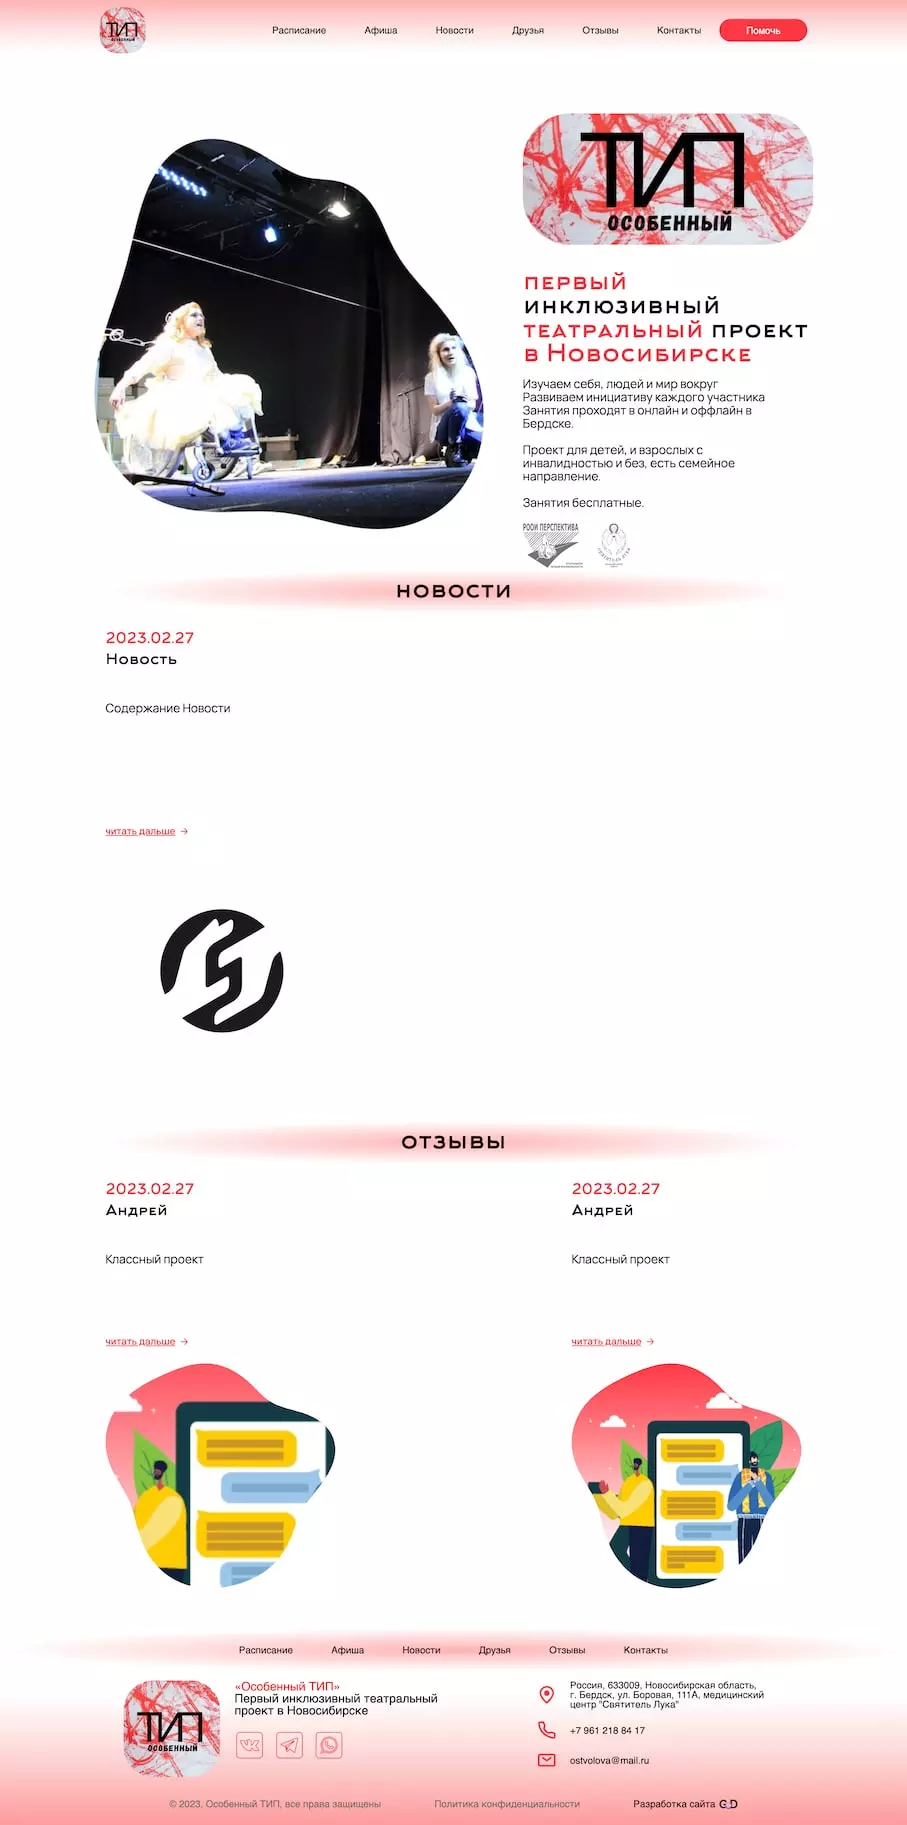 ТИП
ОСОБЕННЫЙ
Расписание
Афиша
Новости
Друзья
Отзывы
Контакты
Помочь
ТИП
ОСОБЕННЫЙ
ПЕРВЫЙ
ИНКЛЮЗИВНЫЙ
ТЕАТРАЛЬНЫЙ ПРОЕКТ
В НОВОСИБИРСКЕ
Изучаем себя, людей и мир вокруг
Развиваем инициативу каждого участника
Занятия проходят в онлайн и оффлайн в
Бердске.
Проект для детей, и взрослых с
инвалидностью и без, есть семейное
направление.
Занятия бесплатные.
РООИ ПЕРСПЕКТИВА
НОВОСТИ
2023.02.27
Новость
Содержание Новости
читать дальше →
ОТЗЫВЫ
2023.02.27
Андрей
Классный проект
читать дальше →
2023.02.27
Андрей
Классный проект
читать дальше →
Расписание
Афиша
Новости
Друзья
Отзывы
Контакты
ТИП
ОСОБЕННЫЙ
«Особенный ТИП»
Первый инклюзивный театральный
проект в Новосибирске
Россия, 633009, Новосибирская область,
г. Бердск, ул. Боровая, 111А, медицинский
центр "Святитель Лука"
+7 961 218 84 17
ostvolova@mail.ru
© 2023, Особенный ТИП, все права защищены
Политика конфиденциальности
Разработка сайта